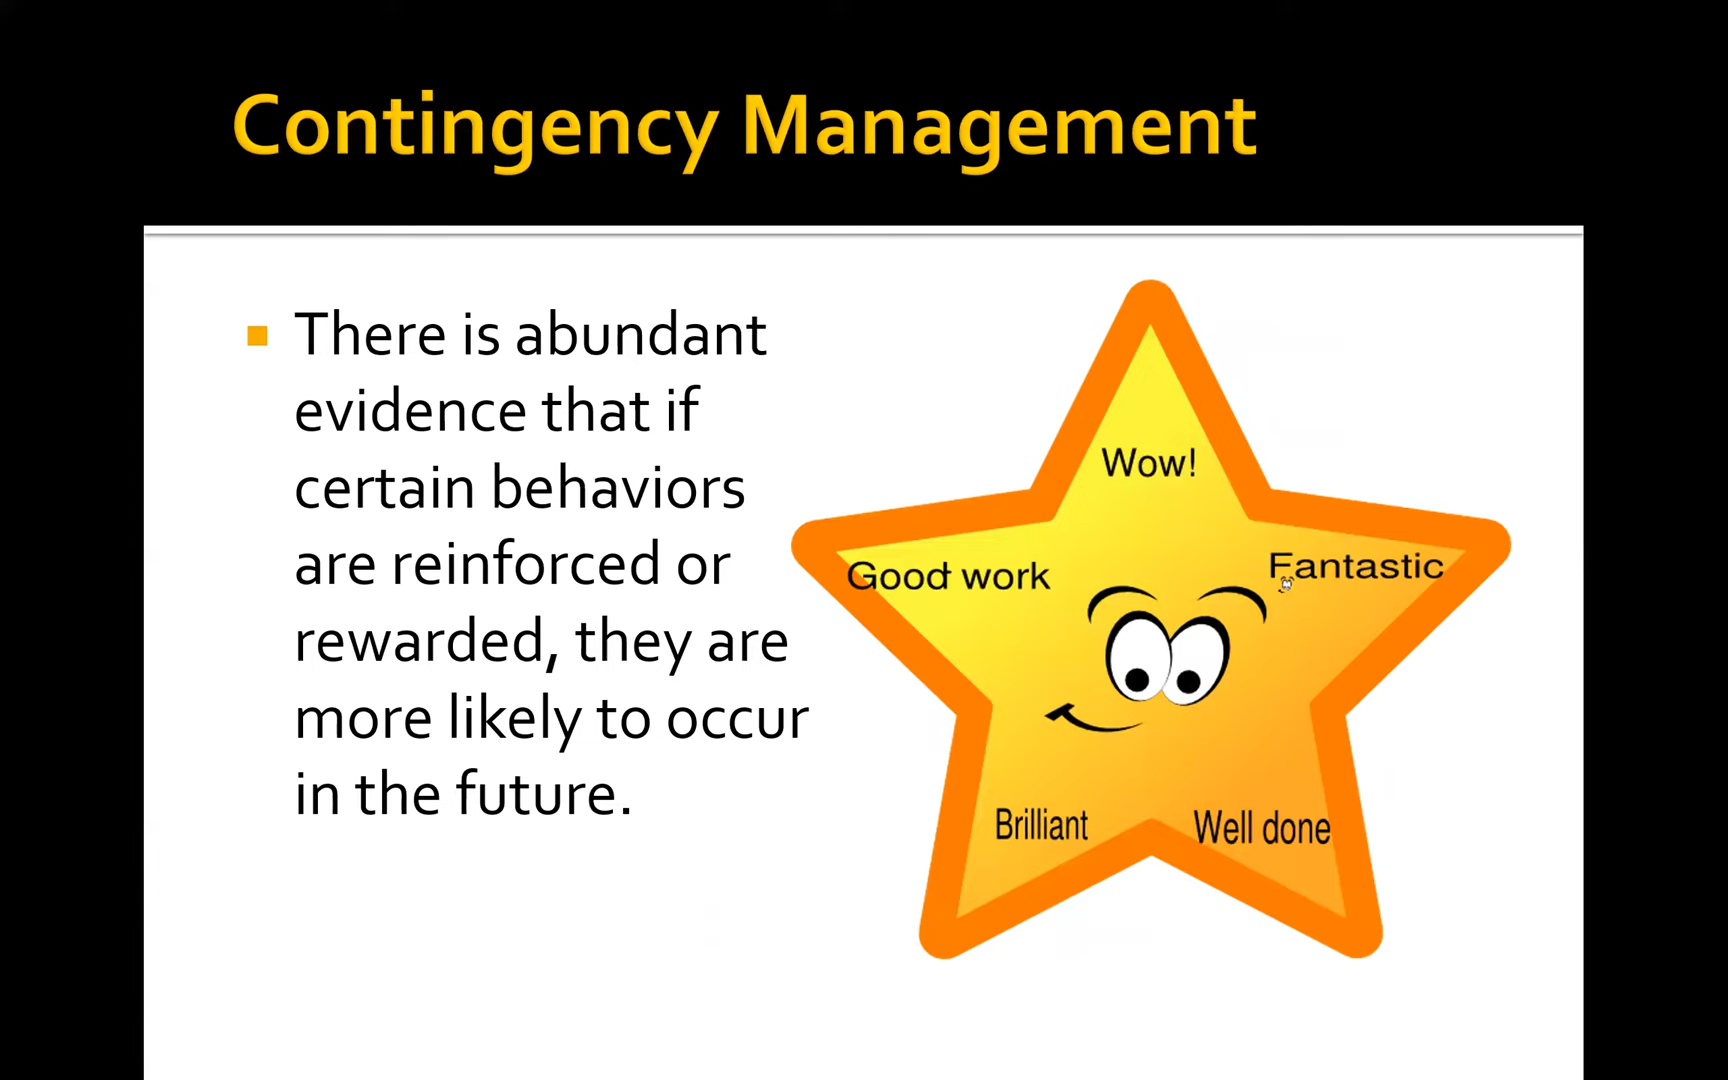 Contingency Management
There is abundant
evidence that if
certain behaviors
are reinforced or
rewarded, they are
more likely to occur
in the future.
Wow!
Good work
Fantastic
Brilliant
Well done